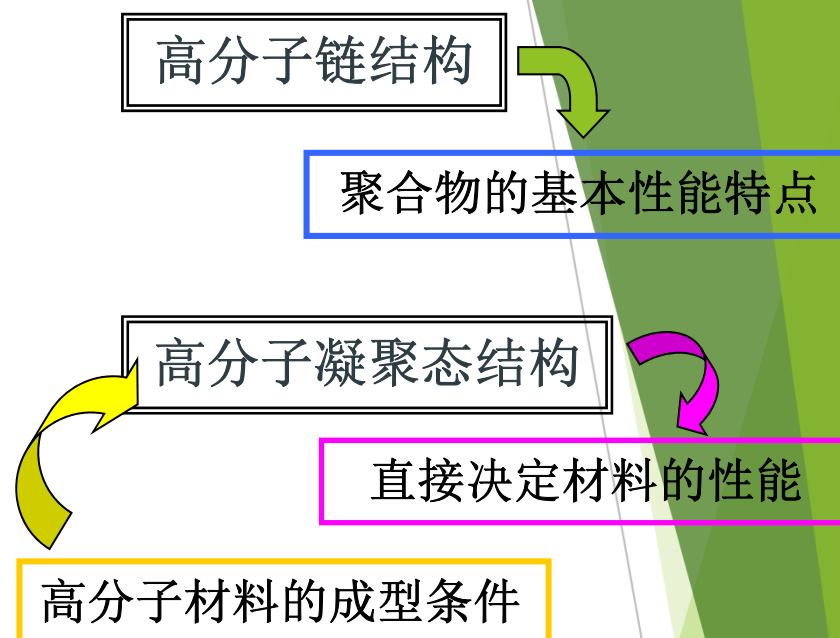 高分子链结构
聚合物的基本性能特点
高分子凝聚态结构
直接决定材料的性能
高分子材料的成型条件